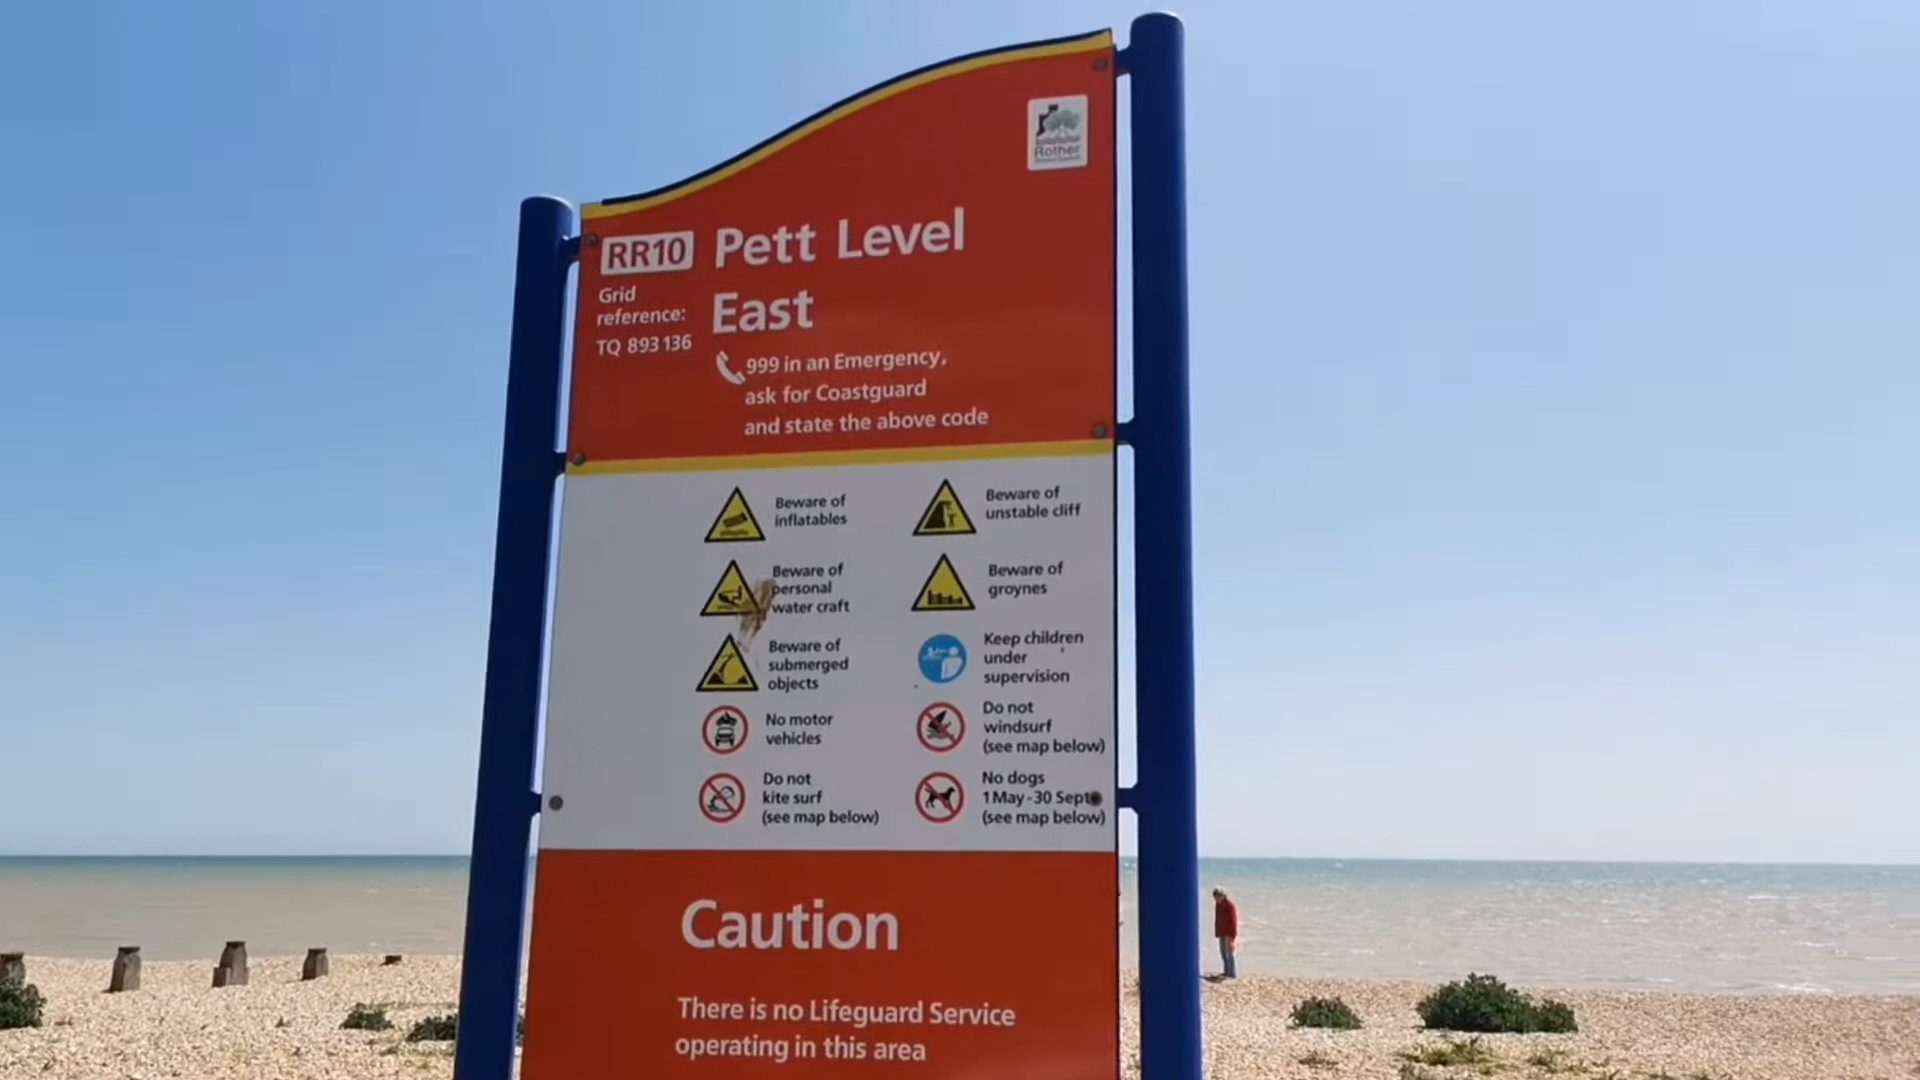 Rother
RR10 Pett Level
East
Grid
reference:
TQ 893136
999 in an Emergency,
ask for Coastguard
and state the above code
Beware of
inflatables
Beware of
unstable cliff
Beware of
personal
water craft
Beware of
groynes
Beware of
submerged
objects
Keep children
under
supervision
No motor
vehicles
Do not
windsurf
(see map below)
Do not
kite surf
(see map below)
No dogs
1 May - 30 Sept
(see map below)
Caution
There is no Lifeguard Service
operating in this area